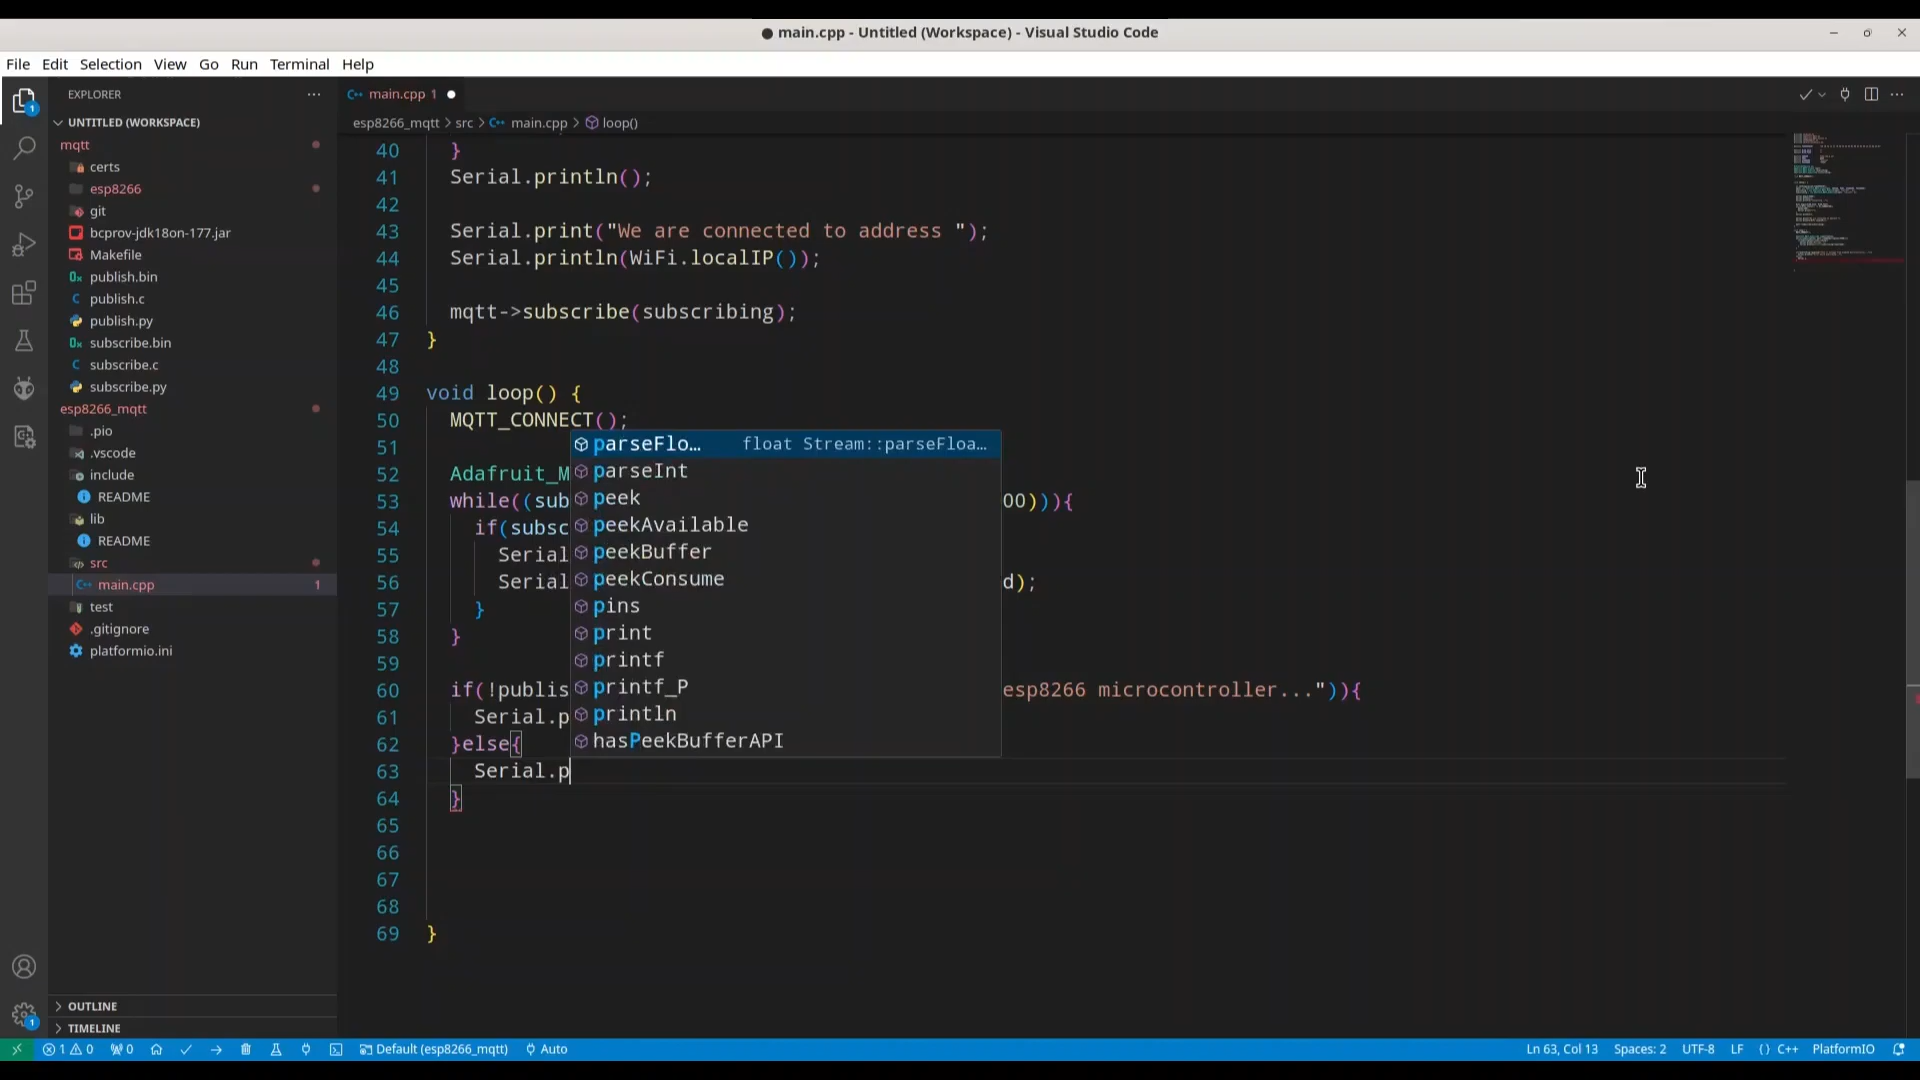 main.cpp - Untitled (Workspace) - Visual Studio Code
File Edit Selection View Go Run Terminal Help
EXPLORER
main.cpp 1
UNTITLED (WORKSPACE)
esp8266_mqtt > src > main.cpp > loop()
mqtt
certs
esp8266
git
bcprov-jdk18on-177.jar
Makefile
publish.bin
publish.c
publish.py
subscribe.bin
subscribe.c
subscribe.py
esp8266_mqtt
.pio
.vscode
include
README
lib
README
src
main.cpp 1
test
.gitignore
platformio.ini
OUTLINE
TIMELINE
40 }
41 Serial.println();
42
43 Serial.print("We are connected to address ");
44 Serial.println(WiFi.localIP());
45
46 mqtt->subscribe(subscribing);
47 }
48
49 void loop() {
50 MQTT_CONNECT();
51
52 Adafruit_M
53 while((sub 00))){
54 if(subsc
55 Serial
56 Serial d);
57 }
58 }
59
60 if(!publis esp8266 microcontroller...")){
61 Serial.p
62 }else{
63 Serial.p
64 }
65
66
67
68
69 }
parseFlo… float Stream::parseFloa…
parseInt
peek
peekAvailable
peekBuffer
peekConsume
pins
print
printf
printf_P
println
hasPeekBufferAPI
1
1
1 0 0 Default (esp8266_mqtt) Auto Ln 63, Col 13 Spaces: 2 UTF-8 LF {} C++ PlatformIO